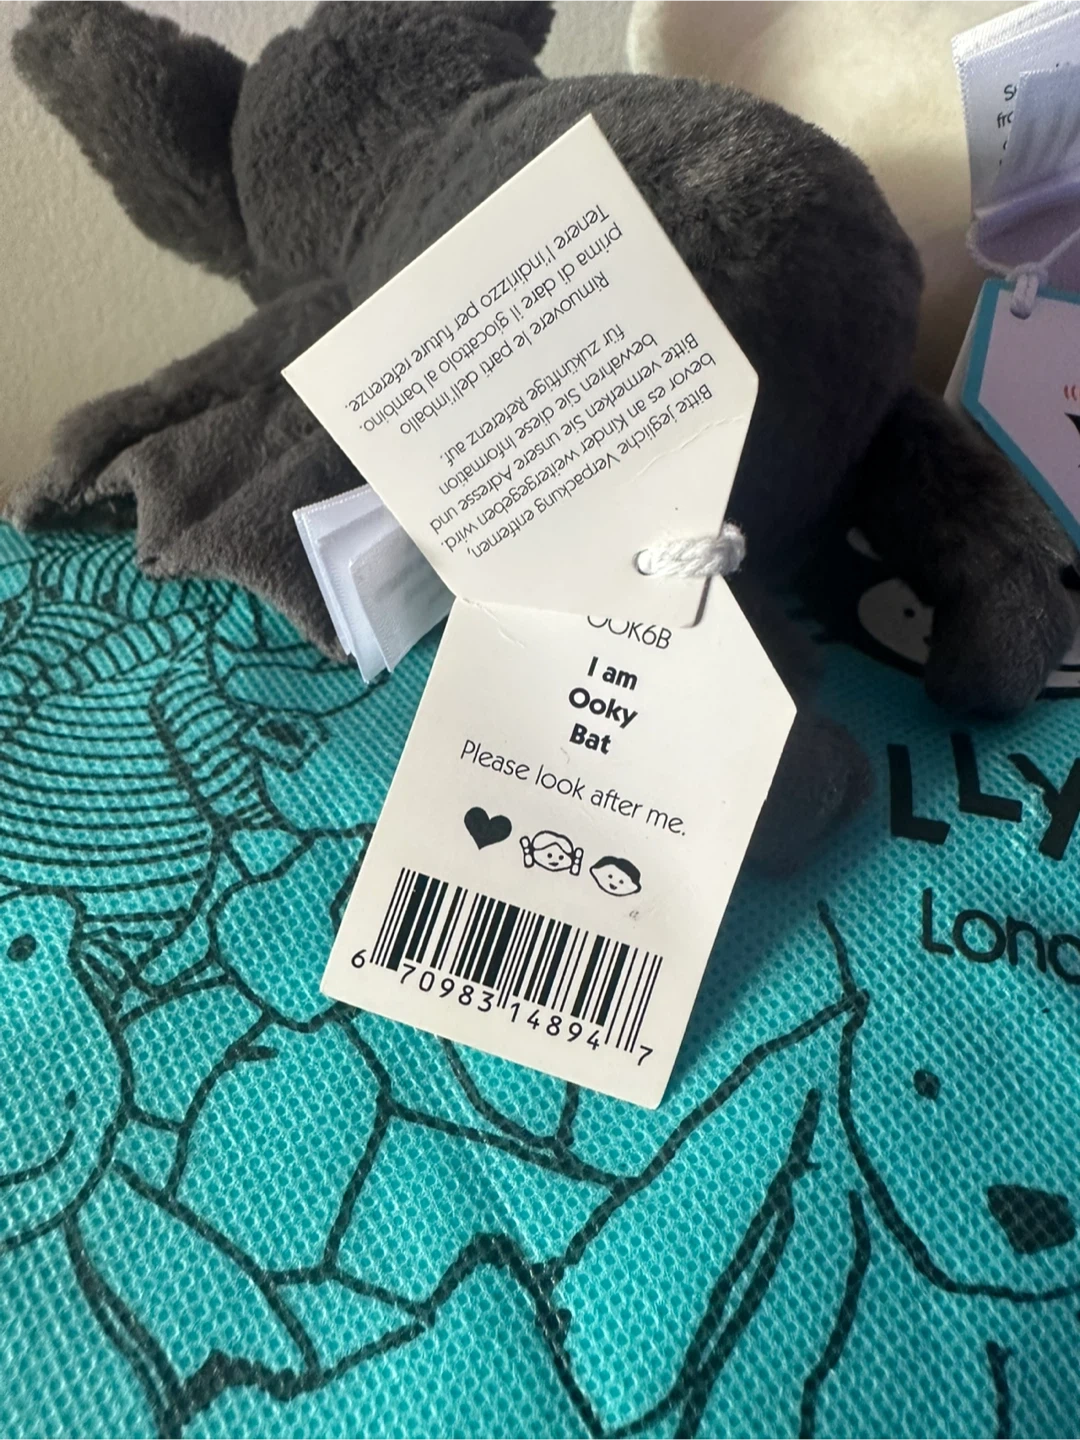 Bitte jegliche Verpackung entfernen,
bevor es an Kinder weitergegeben wird.
Bitte vermerken Sie unsere Adresse und
bewahren Sie diese Information
für zukünftige Referenz auf.
Rimuovere le parti dell'imballo
prima di dare il giocattolo al bambino.
Tenere l'indirizzo per future referenze.
OOK6B
I am
Ooky
Bat
Please look after me.
6 70983 14894 7
LLY
LOND